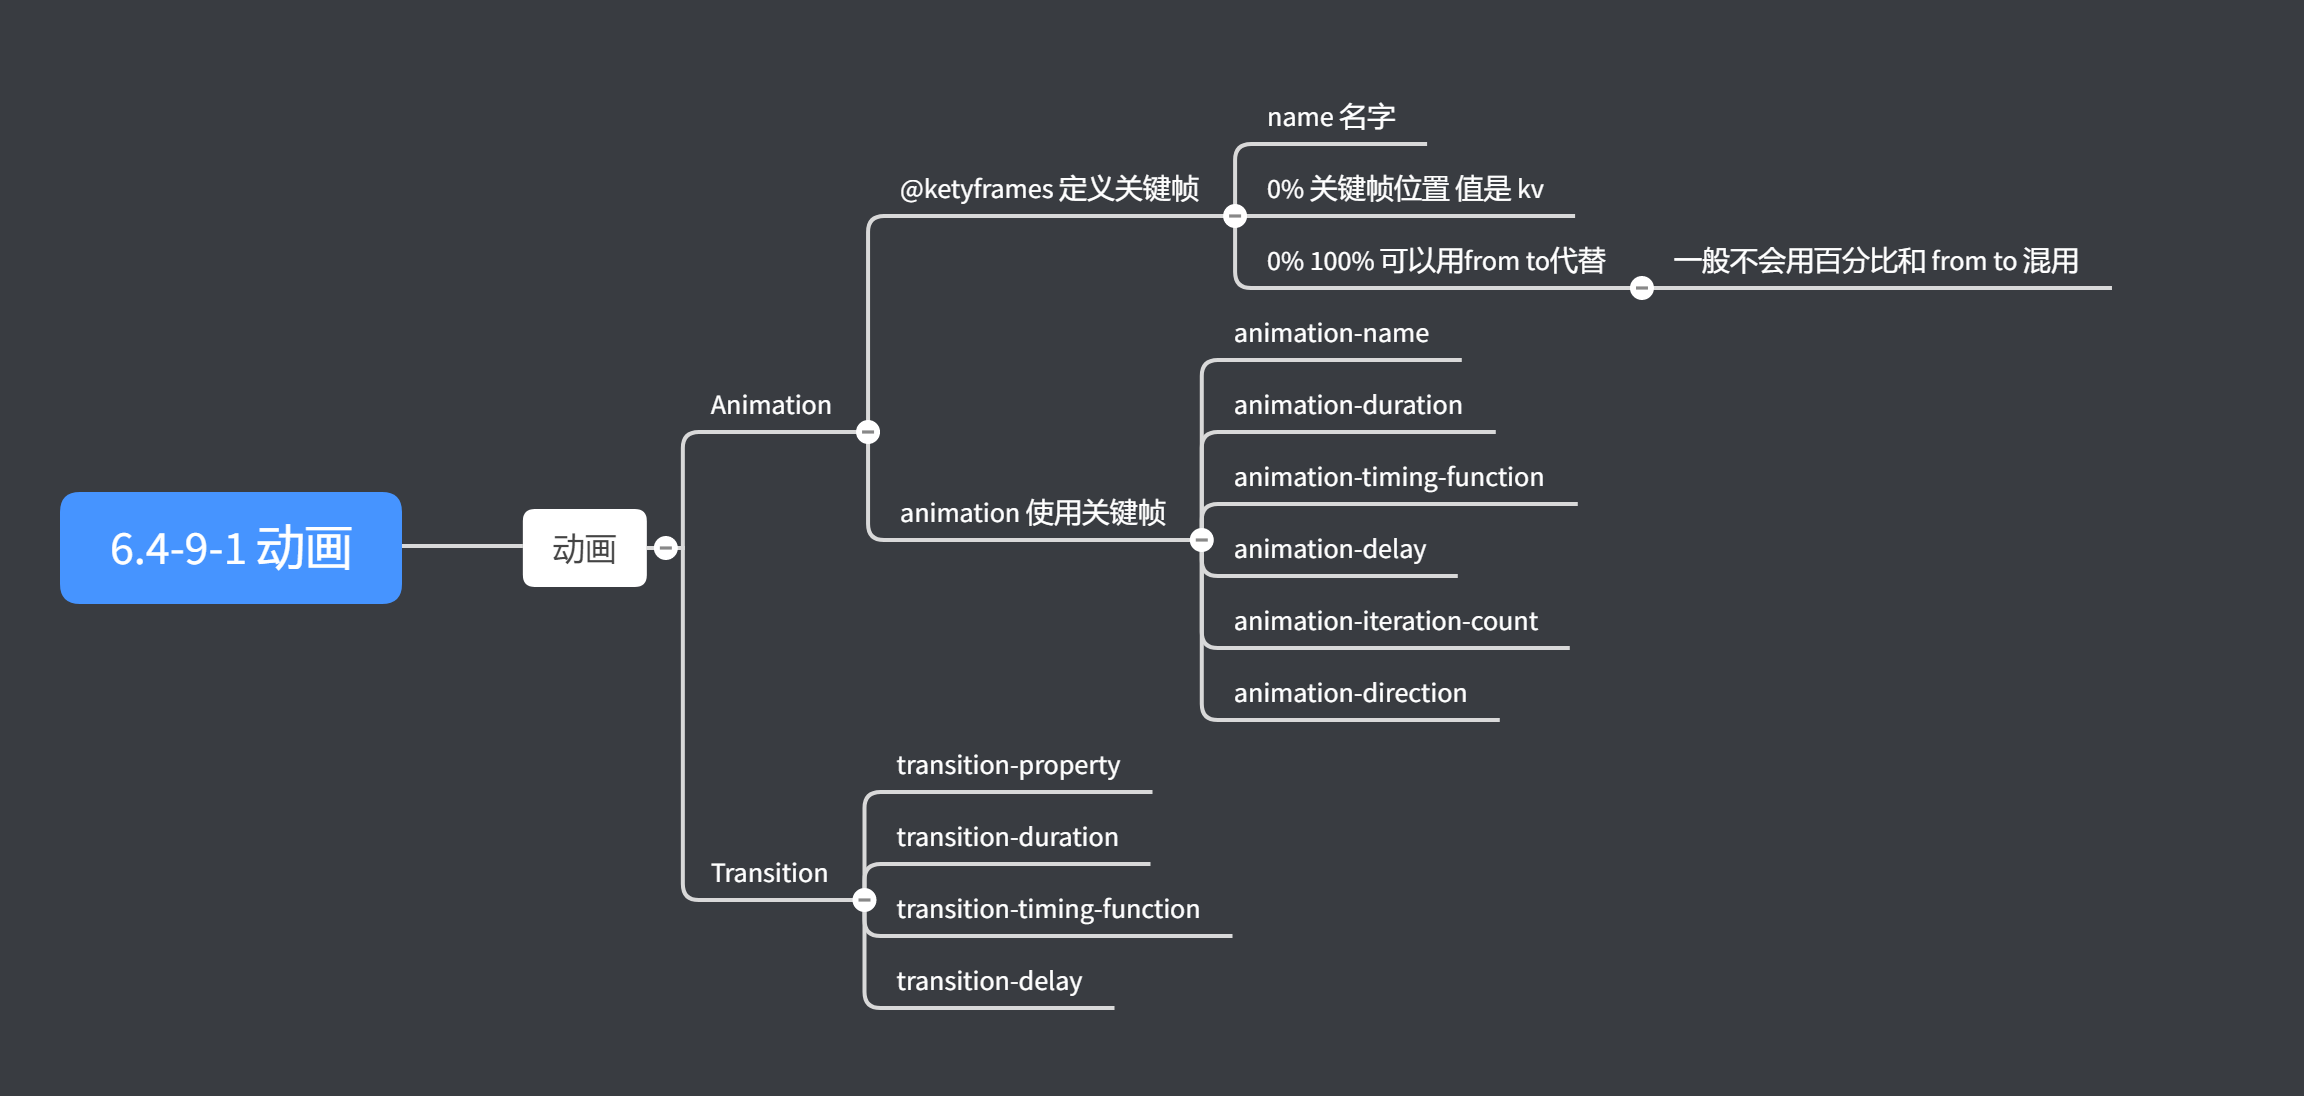 6.4-9-1 动画
动画
Animation
@ketyframes 定义关键帧
name 名字
0% 关键帧位置 值是 kv
0% 100% 可以用from to代替
一般不会用百分比和 from to 混用
animation 使用关键帧
animation-name
animation-duration
animation-timing-function
animation-delay
animation-iteration-count
animation-direction
Transition
transition-property
transition-duration
transition-timing-function
transition-delay